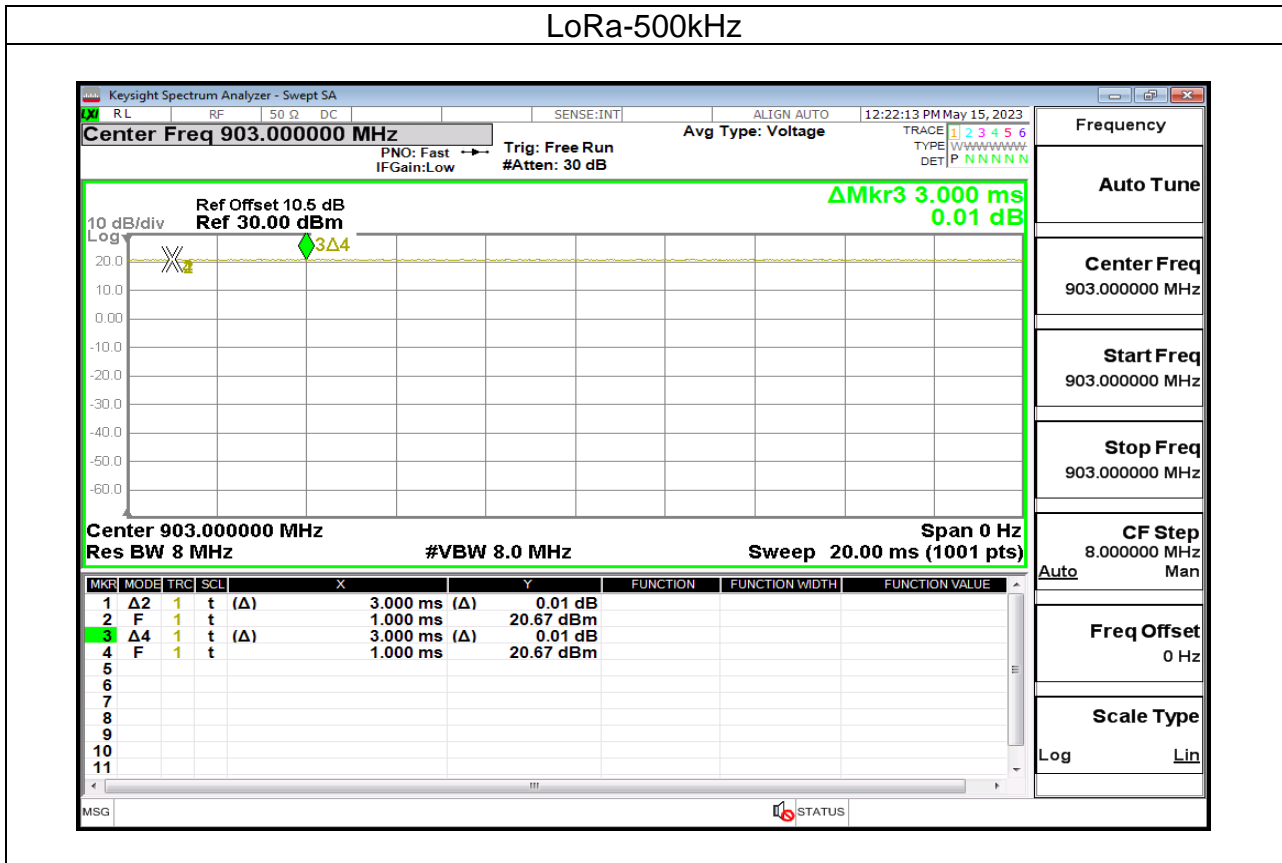 LoRa-500kHz
Keysight Spectrum Analyzer - Swept SA
LXI RL RF 50 Ω DC SENSE:INT ALIGN AUTO 12:22:13 PM May 15, 2023
Center Freq 903.000000 MHz
PNO: Fast
IFGain:Low
Trig: Free Run
#Atten: 30 dB
Avg Type: Voltage
TRACE 1 2 3 4 5 6
TYPE WWWWWW
DET P N N N N N
ΔMkr3 3.000 ms
0.01 dB
Ref Offset 10.5 dB
10 dB/div Ref 30.00 dBm
Log
3Δ4
20.0
10.0
0.00
-10.0
-20.0
-30.0
-40.0
-50.0
-60.0
Center 903.000000 MHz Span 0 Hz
Res BW 8 MHz #VBW 8.0 MHz Sweep 20.00 ms (1001 pts)
MKR MODE TRC SCL X Y FUNCTION FUNCTION WIDTH FUNCTION VALUE
1 Δ2 1 t (Δ) 3.000 ms (Δ) 0.01 dB
2 F 1 t 1.000 ms 20.67 dBm
3 Δ4 1 t (Δ) 3.000 ms (Δ) 0.01 dB
4 F 1 t 1.000 ms 20.67 dBm
5
6
7
8
9
10
11
MSG STATUS
Frequency
Auto Tune
Center Freq
903.000000 MHz
Start Freq
903.000000 MHz
Stop Freq
903.000000 MHz
CF Step
8.000000 MHz
Auto Man
Freq Offset
0 Hz
Scale Type
Log Lin